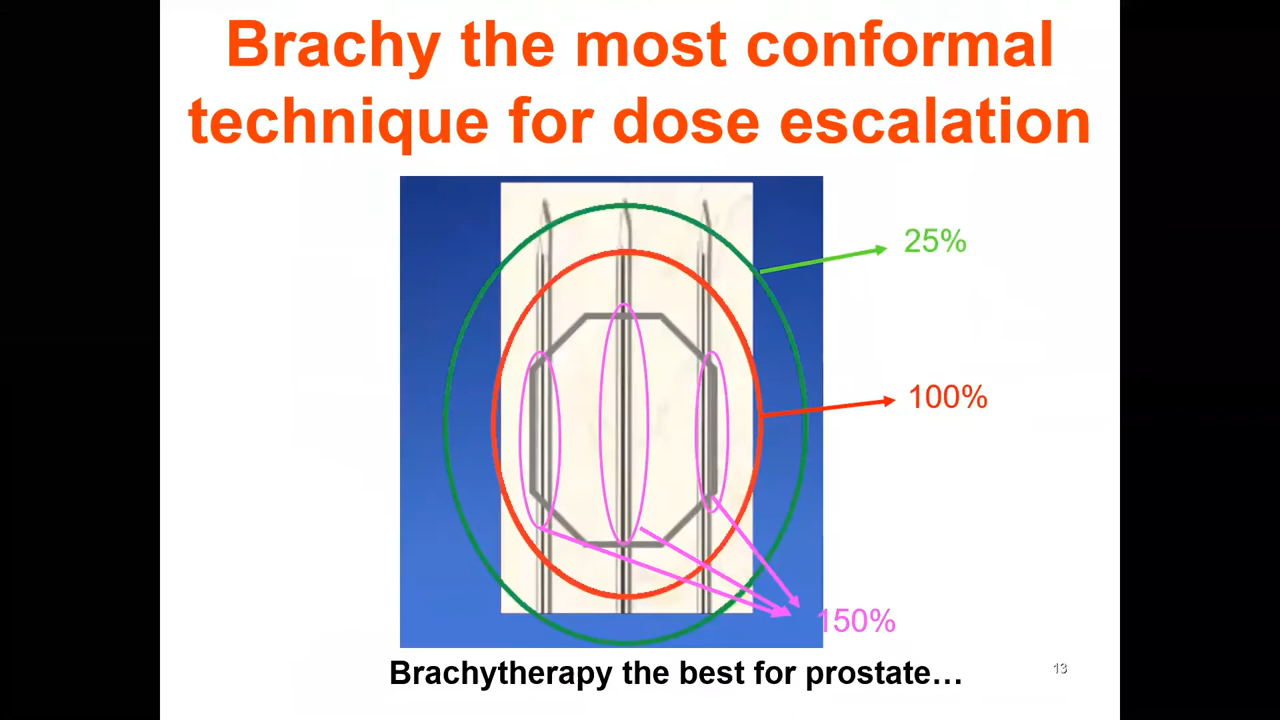 Brachy the most conformal
technique for dose escalation
25%
100%
150%
Brachytherapy the best for prostate…
13